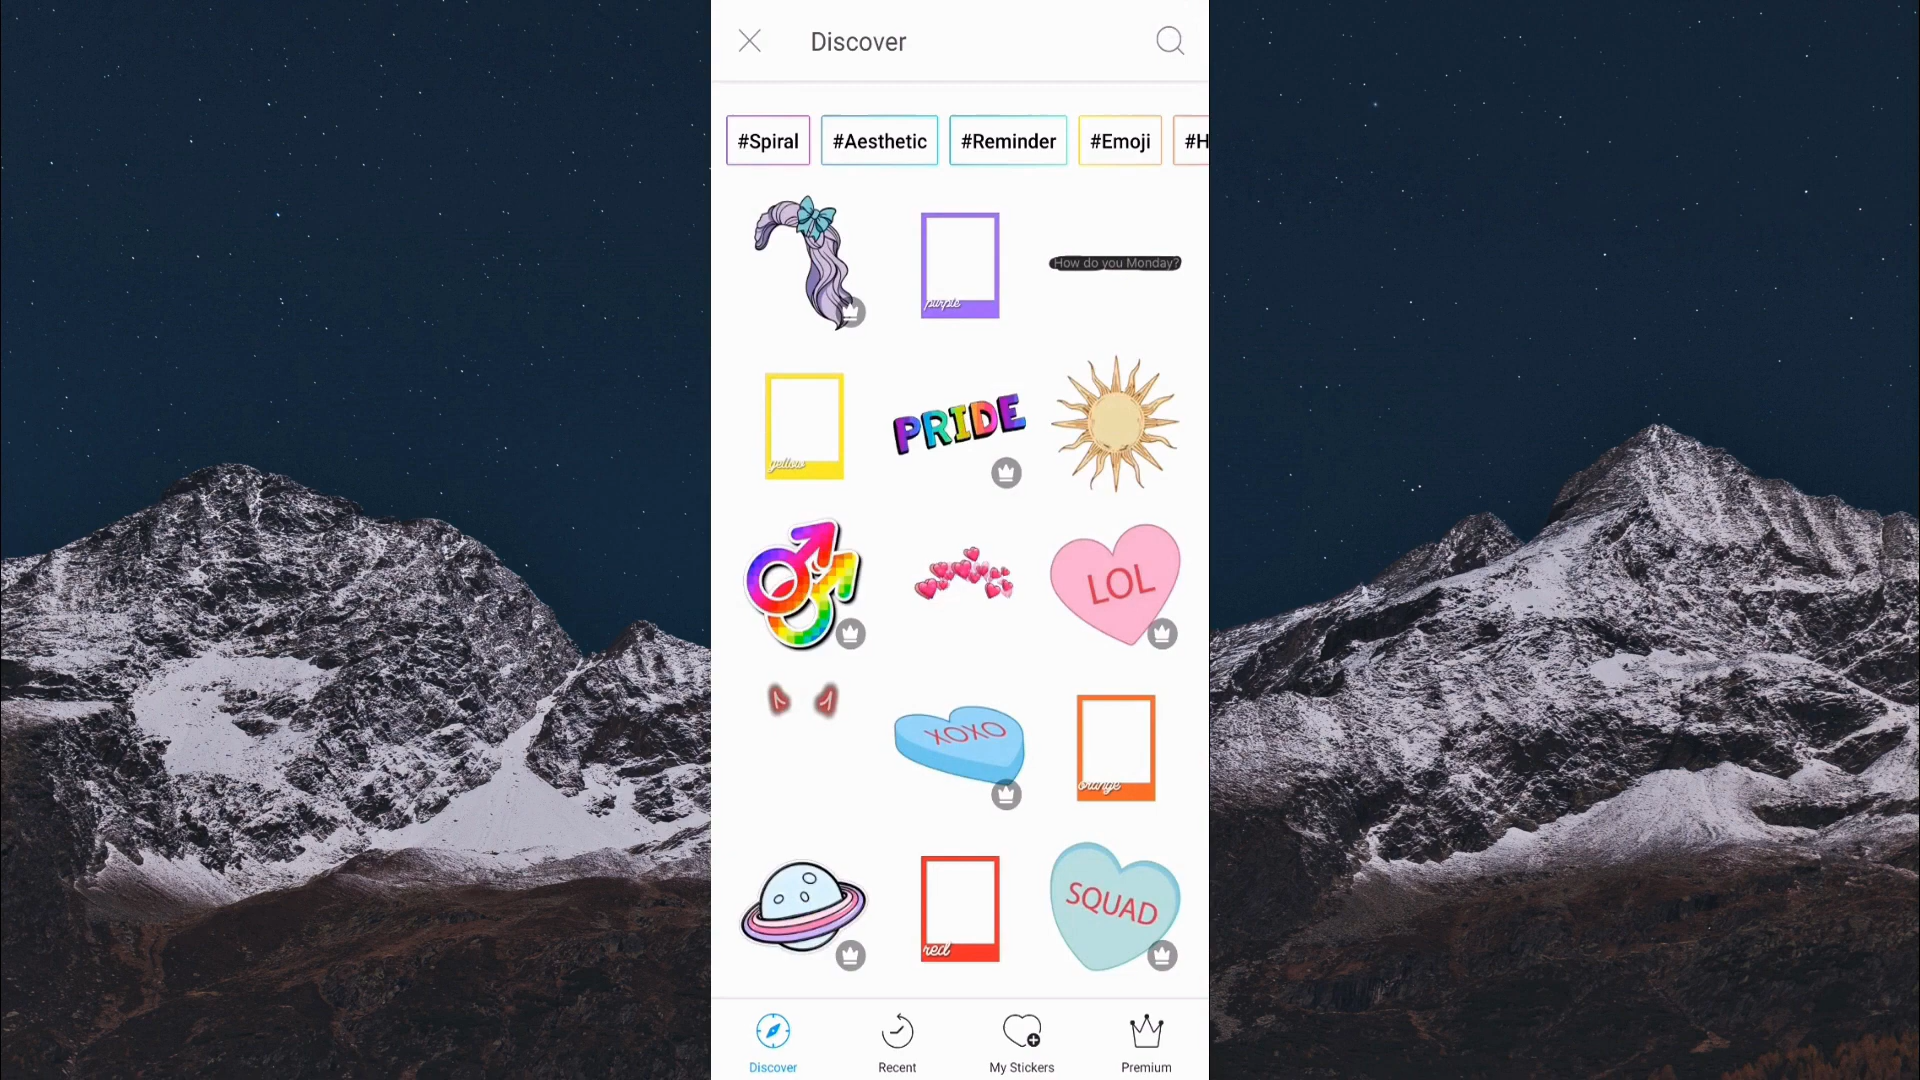 Discover
#Spiral #Aesthetic #Reminder #Emoji #H
purple
How do you Monday?
yellow
PRIDE
LOL
XOXO
orange
red
SQUAD
Discover Recent My Stickers Premium